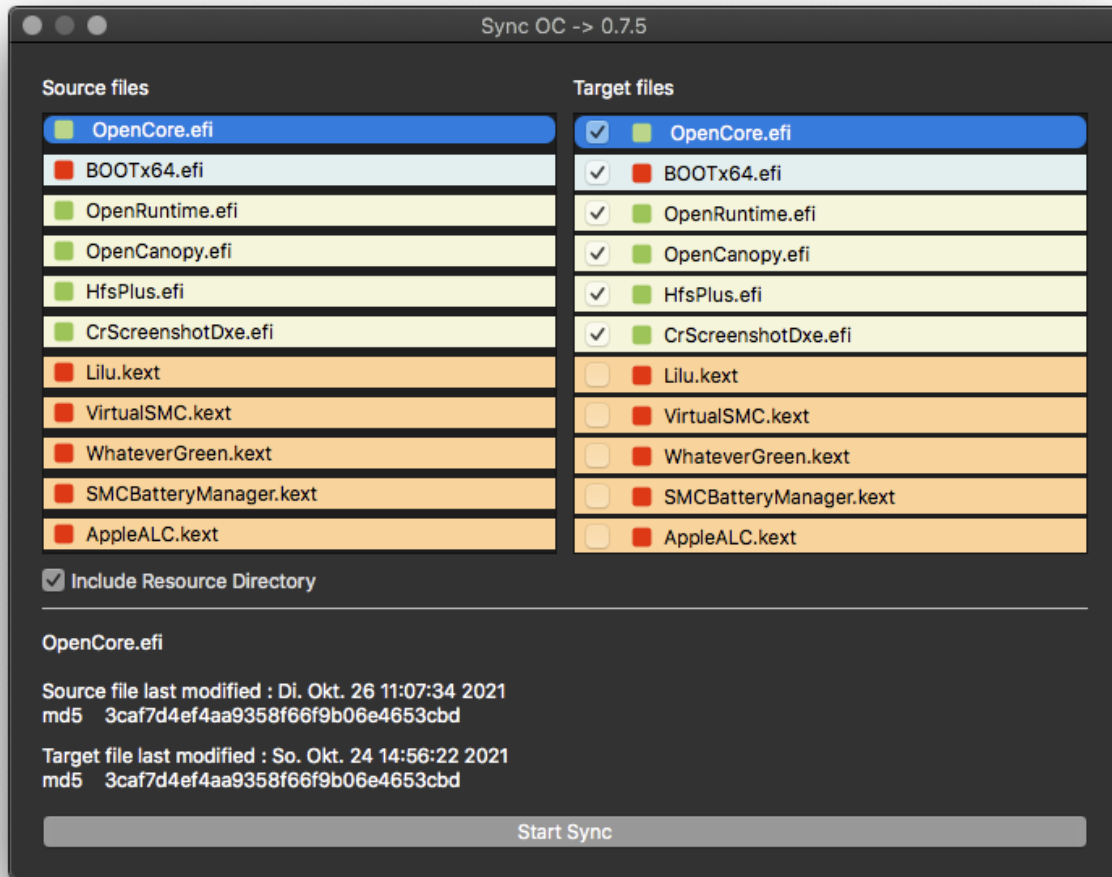 Sync OC -> 0.7.5
Source files
OpenCore.efi
BOOTx64.efi
OpenRuntime.efi
OpenCanopy.efi
HfsPlus.efi
CrScreenshotDxe.efi
Lilu.kext
VirtualSMC.kext
WhateverGreen.kext
SMCBatteryManager.kext
AppleALC.kext
Target files
OpenCore.efi
BOOTx64.efi
OpenRuntime.efi
OpenCanopy.efi
HfsPlus.efi
CrScreenshotDxe.efi
Lilu.kext
VirtualSMC.kext
WhateverGreen.kext
SMCBatteryManager.kext
AppleALC.kext
Include Resource Directory
OpenCore.efi
Source file last modified : Di. Okt. 26 11:07:34 2021
md5 3caf7d4ef4aa9358f66f9b06e4653cbd
Target file last modified : So. Okt. 24 14:56:22 2021
md5 3caf7d4ef4aa9358f66f9b06e4653cbd
Start Sync